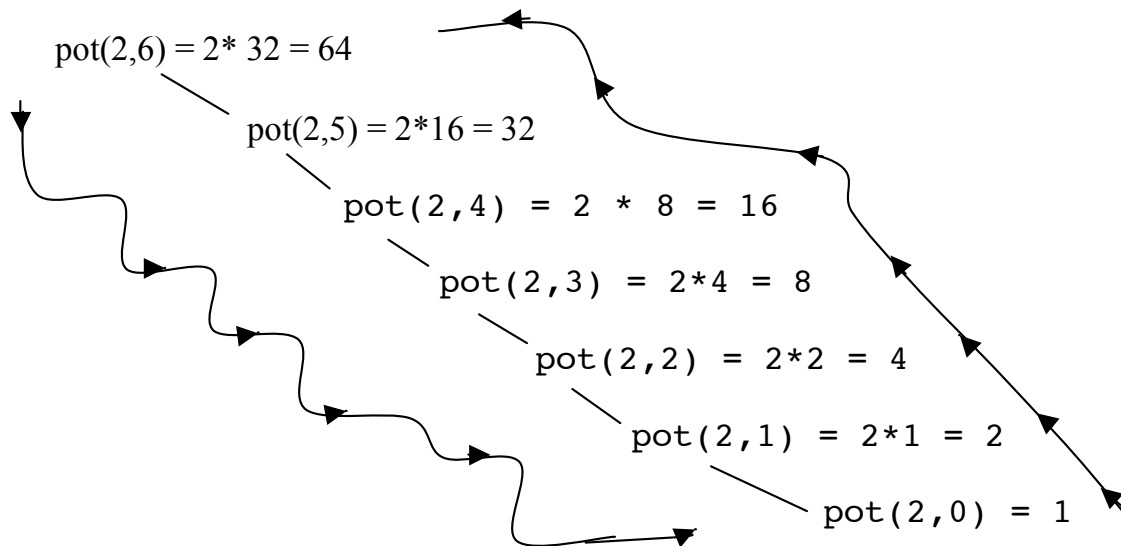 pot(2,6) = 2* 32 = 64
pot(2,5) = 2*16 = 32
pot(2,4) = 2 * 8 = 16
pot(2,3) = 2*4 = 8
pot(2,2) = 2*2 = 4
pot(2,1) = 2*1 = 2
pot(2,0) = 1